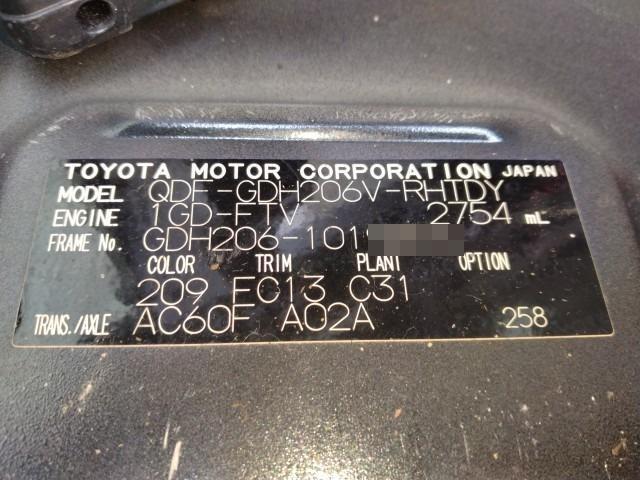 TOYOTA MOTOR CORPORATION JAPAN
MODEL QDF-GDH206V-RHTDY
ENGINE 1GD-FTV 2754 mL
FRAME No. GDH206-101
COLOR TRIM PLANT OPTION
209 FC13 C31
TRANS./AXLE AC60F A02A 258